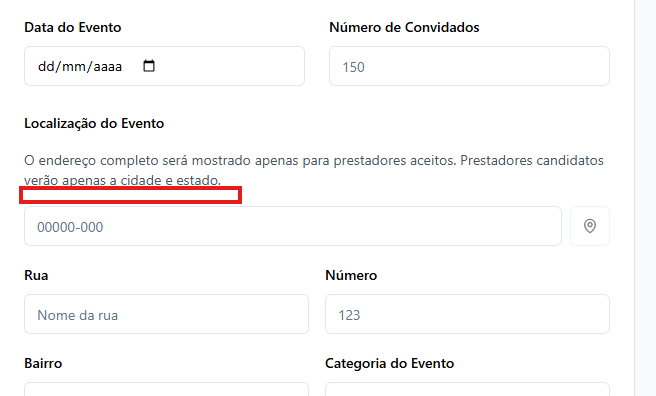 Data do Evento
Número de Convidados
dd/mm/aaaa
150
Localização do Evento
O endereço completo será mostrado apenas para prestadores aceitos. Prestadores candidatos
verão apenas a cidade e estado.
00000-000
Rua
Número
Nome da rua
123
Bairro
Categoria do Evento